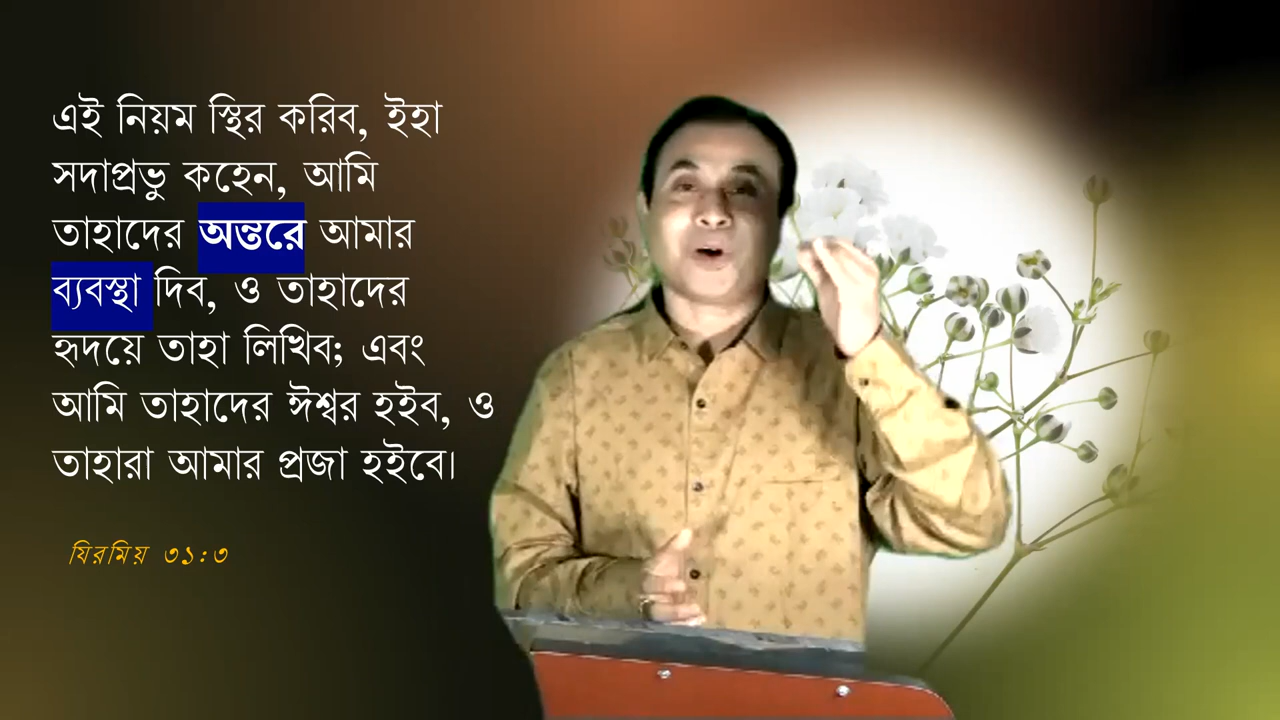 এই নিয়ম স্থির করিব, ইহা
সদাপ্রভু কহেন, আমি
তাহাদের অন্তরে আমার
ব্যবস্থা দিব, ও তাহাদের
হৃদয়ে তাহা লিখিব; এবং
আমি তাহাদের ঈশ্বর হইব, ও
তাহারা আমার প্রজা হইবে।
যিরমিয় ৩১:৩